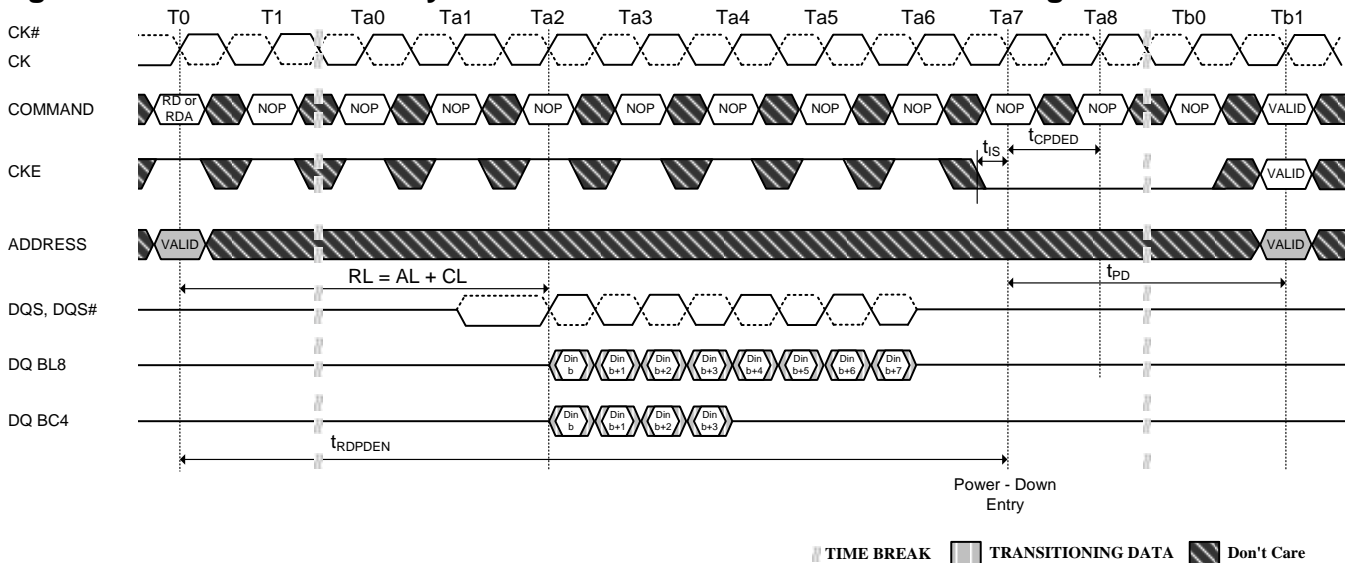 T0 T1 Ta0 Ta1 Ta2 Ta3 Ta4 Ta5 Ta6 Ta7 Ta8 Tb0 Tb1
CK#
CK
COMMAND
RD or
RDA
NOP NOP NOP NOP NOP NOP NOP NOP NOP NOP NOP VALID
tIS
tCPDED
CKE
VALID
ADDRESS
VALID
VALID
RL = AL + CL
tPD
DQS, DQS#
DQ BL8
Din Din Din Din Din Din Din Din
b b+1 b+2 b+3 b+4 b+5 b+6 b+7
DQ BC4
Din Din Din Din
b b+1 b+2 b+3
tRDPDEN
Power - Down
Entry
TIME BREAK TRANSITIONING DATA Don't Care